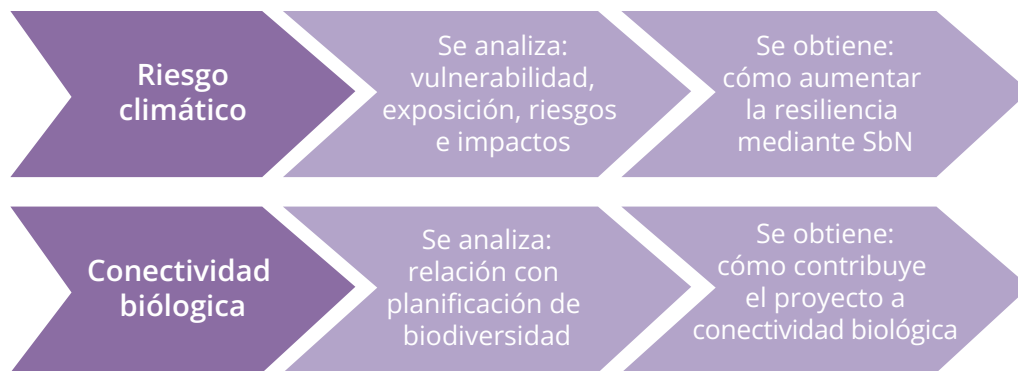 Riesgo
climático
Se analiza:
vulnerabilidad,
exposición, riesgos
e impactos
Se obtiene:
cómo aumentar
la resiliencia
mediante SbN
Conectividad
biólogica
Se analiza:
relación con
planificación de
biodiversidad
Se obtiene:
cómo contribuye
el proyecto a
conectividad biológica